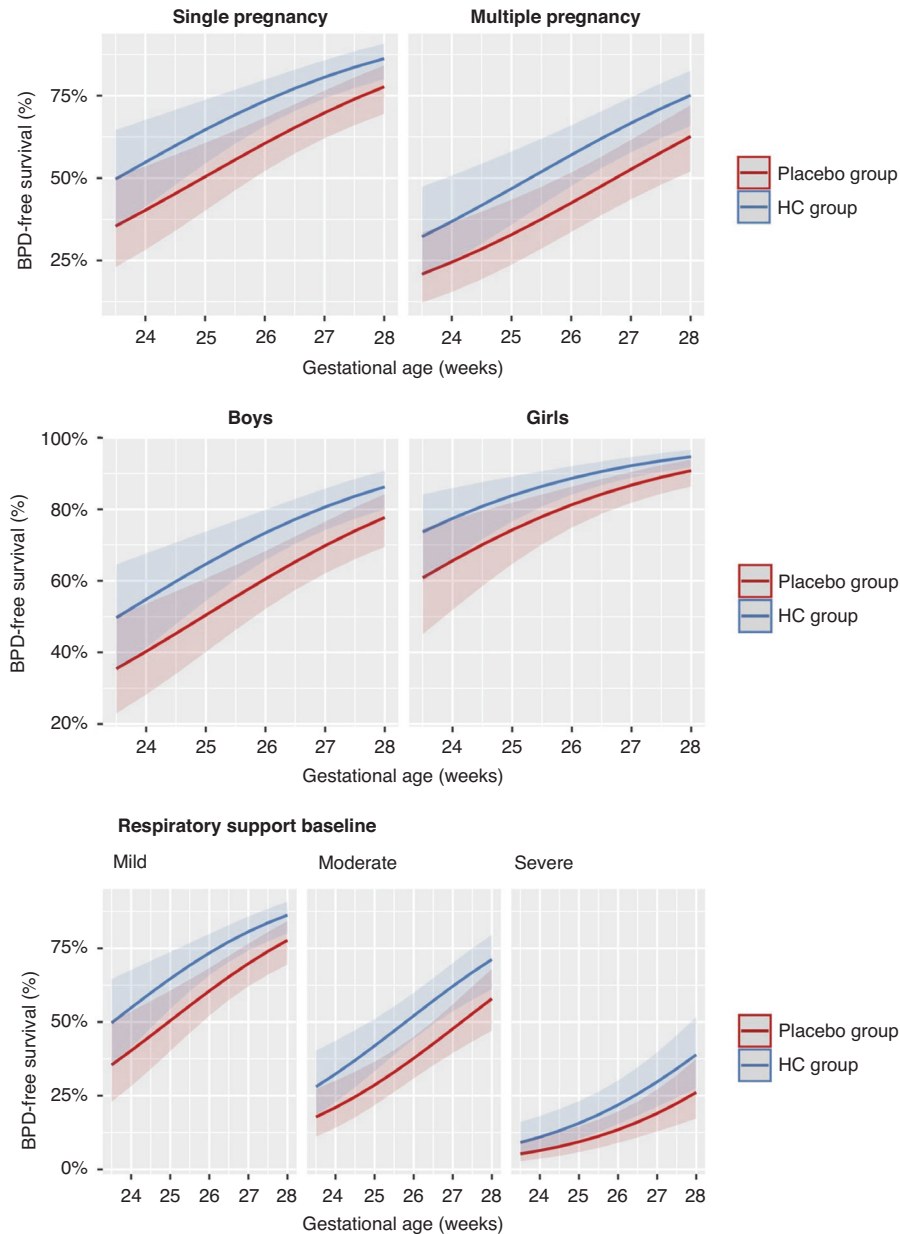 Single pregnancy Multiple pregnancy
BPD-free survival (%)
75%
50%
25%
24 25 26 27 28 24 25 26 27 28
Gestational age (weeks)
Placebo group
HC group
Boys Girls
BPD-free survival (%)
100%
80%
60%
40%
20%
24 25 26 27 28 24 25 26 27 28
Gestational age (weeks)
Placebo group
HC group
Respiratory support baseline
Mild Moderate Severe
BPD-free survival (%)
75%
50%
25%
0%
24 25 26 27 28 24 25 26 27 28 24 25 26 27 28
Gestational age (weeks)
Placebo group
HC group